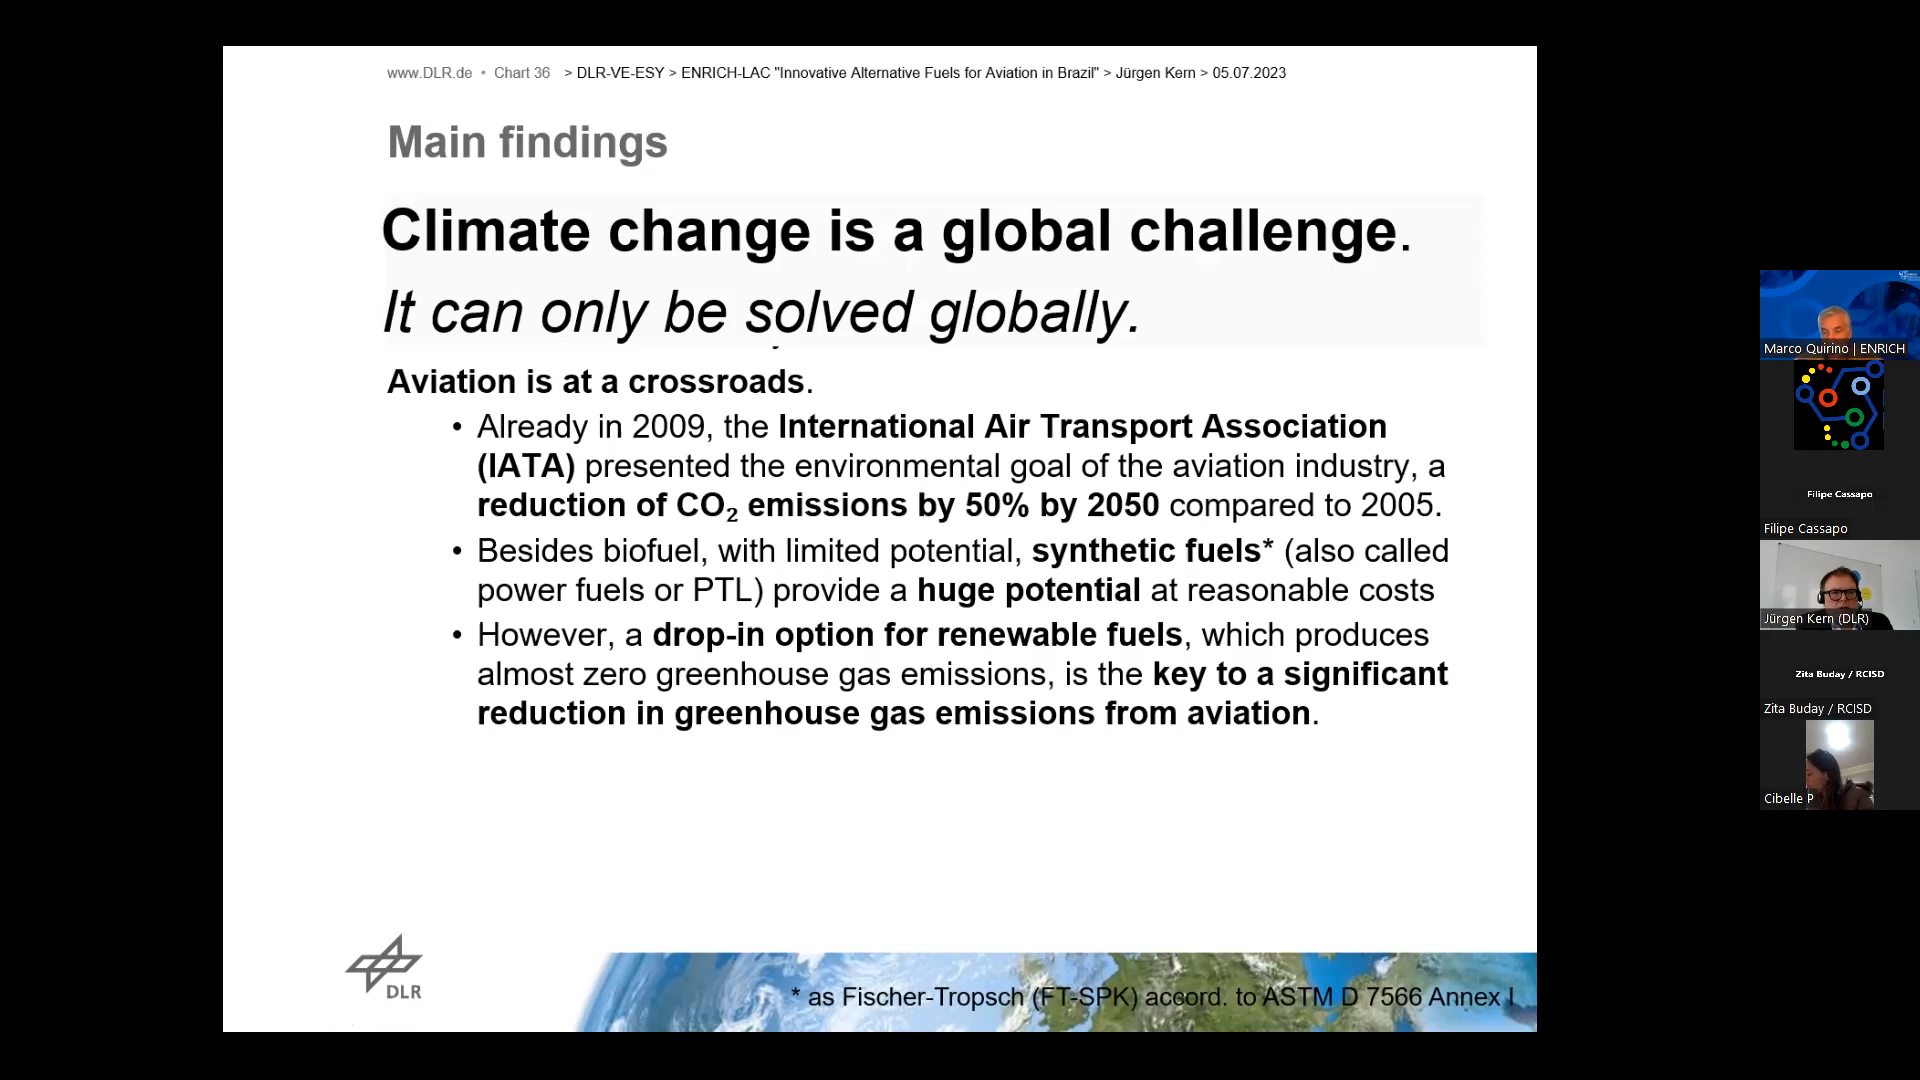 www.DLR.de • Chart 36 > DLR-VE-ESY > ENRICH-LAC "Innovative Alternative Fuels for Aviation in Brazil" > Jürgen Kern > 05.07.2023
Main findings
Climate change is a global challenge.
It can only be solved globally.
Aviation is at a crossroads.
• Already in 2009, the International Air Transport Association
(IATA) presented the environmental goal of the aviation industry, a
reduction of CO₂ emissions by 50% by 2050 compared to 2005.
• Besides biofuel, with limited potential, synthetic fuels* (also called
power fuels or PTL) provide a huge potential at reasonable costs
• However, a drop-in option for renewable fuels, which produces
almost zero greenhouse gas emissions, is the key to a significant
reduction in greenhouse gas emissions from aviation.
DLR
* as Fischer-Tropsch (FT-SPK) accord. to ASTM D 7566 Annex I
Marco Quirino | ENRICH
Filipe Cassapo
Filipe Cassapo
Jürgen Kern (DLR)
Zita Buday / RCISD
Zita Buday / RCISD
Cibelle P